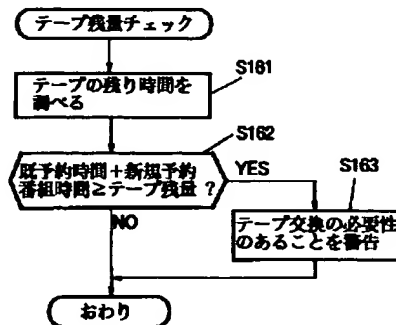 テープ残量チェック
S181
テープの残り時間を
調べる
S162
既予約時間+新規予約
番組時間≧テープ残量 ?
YES
S163
NO
テープ交換の必要性
のあることを警告
おわり